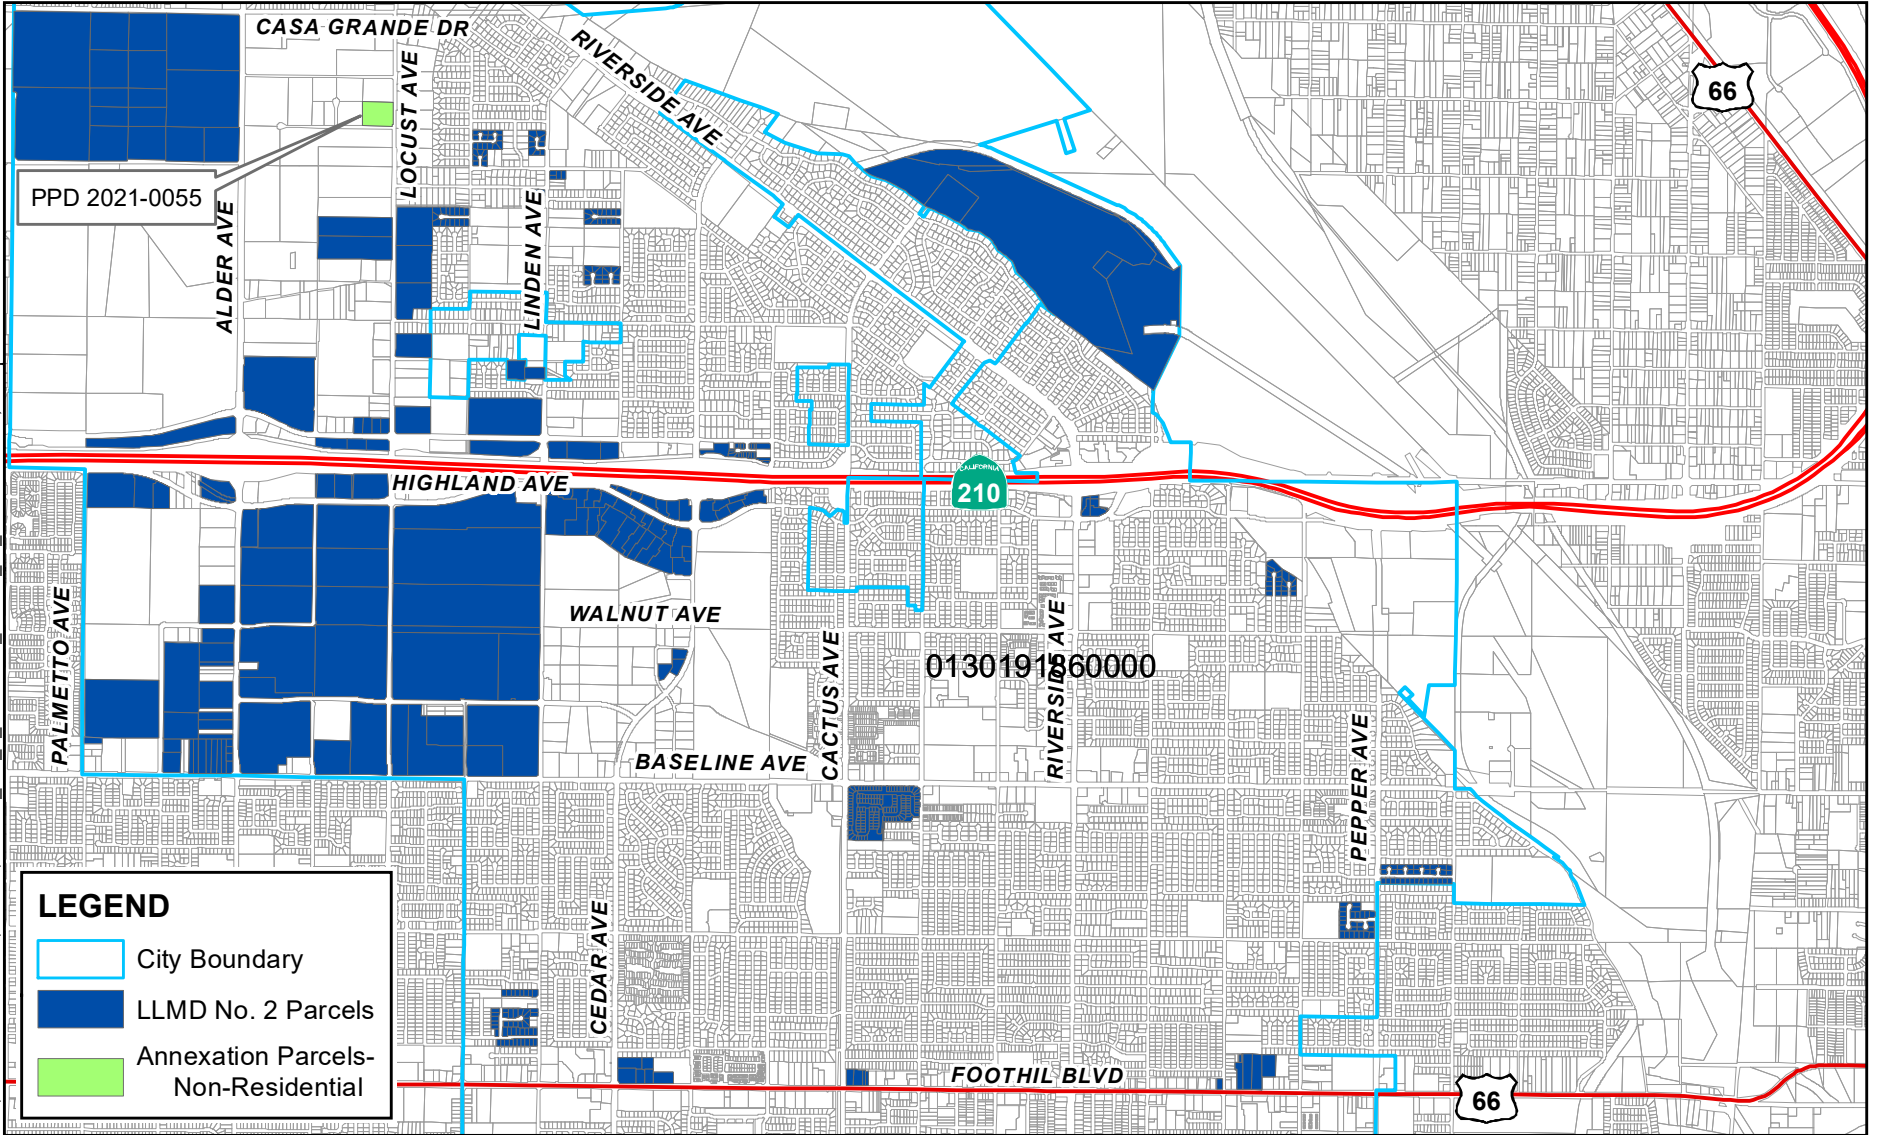 CASA GRANDE DR
RIVERSIDE AVE
LOCUST AVE
66
PPD 2021-0055
ALDER AVE
LINDEN AVE
HIGHLAND AVE
CALIFORNIA
210
PALMETTO AVE
WALNUT AVE
CACTUS AVE
0130191860000
RIVERSIDE AVE
BASELINE AVE
PEPPER AVE
CEDAR AVE
FOOTHIL BLVD
66
LEGEND
City Boundary
LLMD No. 2 Parcels
Annexation Parcels-
Non-Residential